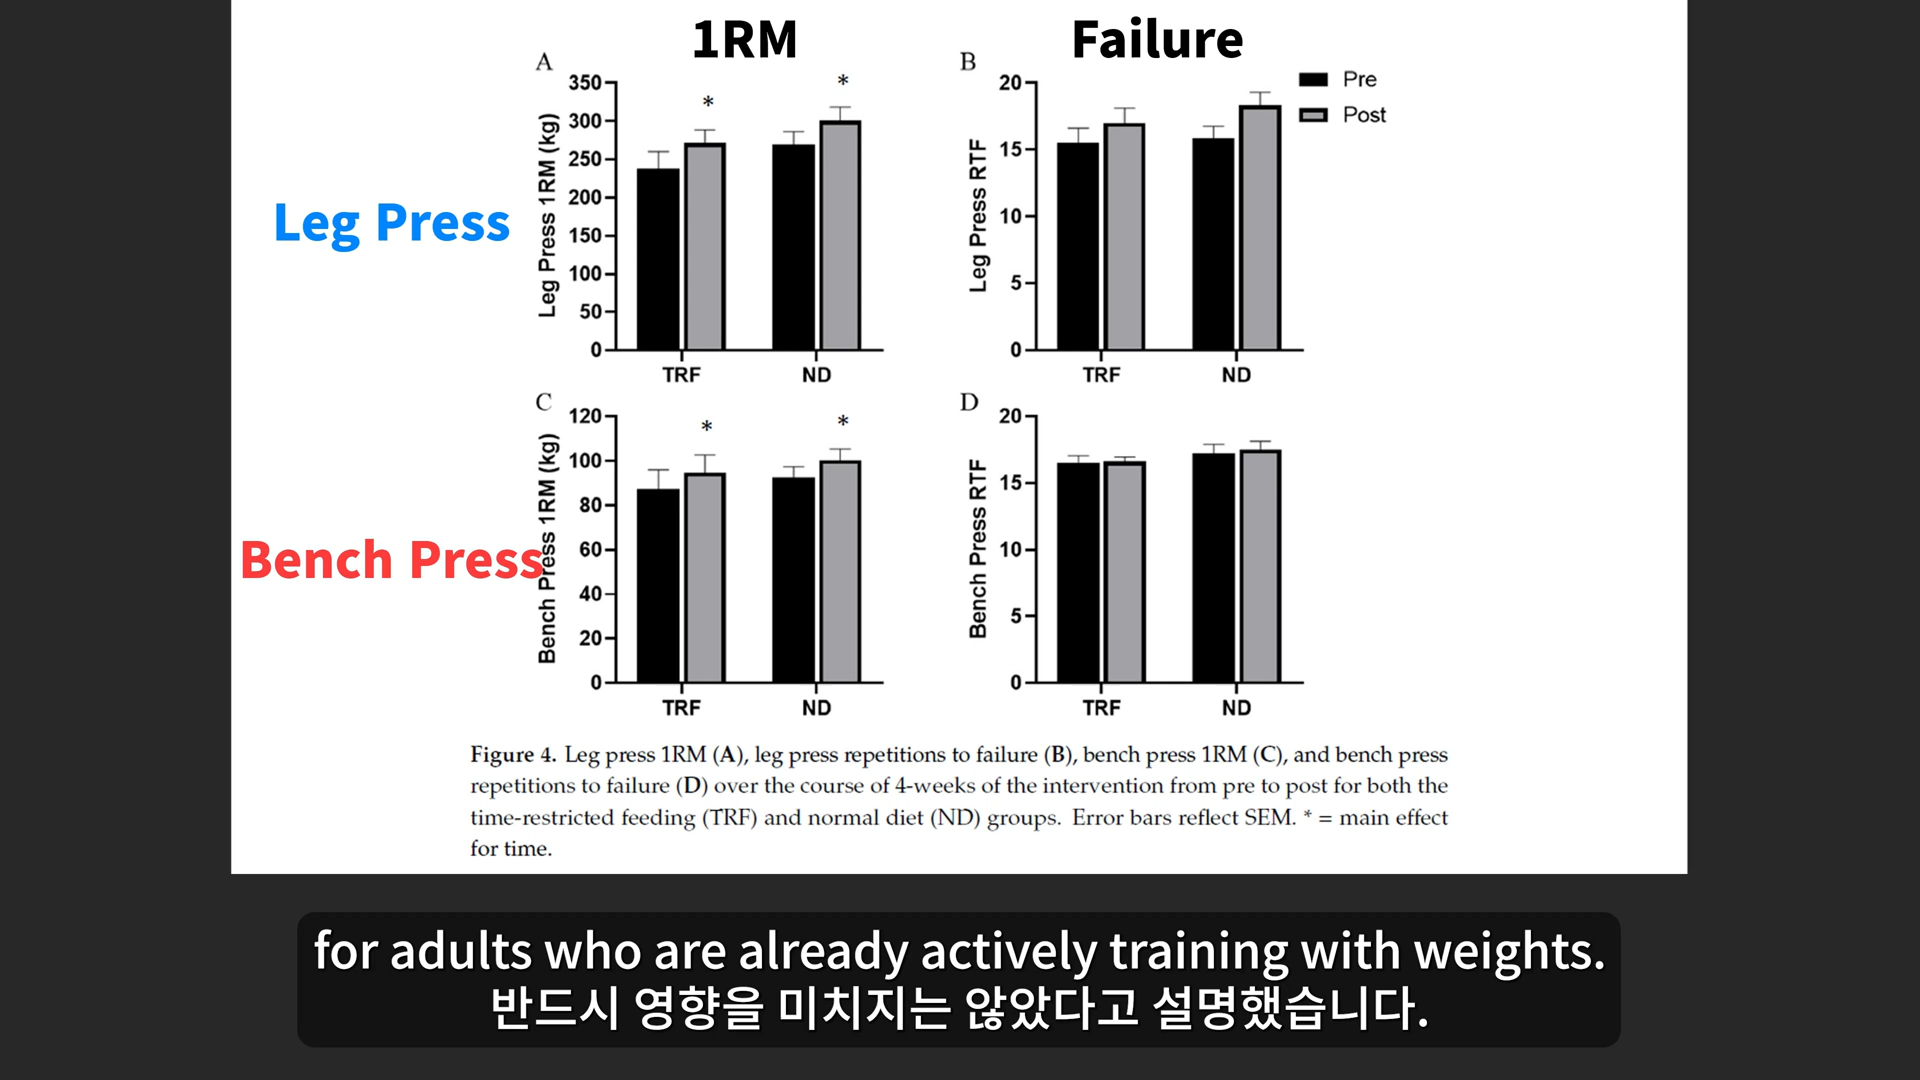 1RM
Failure
A
350
300
250
200
150
100
50
0
Leg Press 1RM (kg)
*
*
TRF
ND
B
20
15
10
5
0
Leg Press RTF
TRF
ND
Pre
Post
Leg Press
C
120
100
80
60
40
20
0
Bench Press 1RM (kg)
*
*
TRF
ND
D
20
15
10
5
0
Bench Press RTF
TRF
ND
Bench Press
Figure 4. Leg press 1RM (A), leg press repetitions to failure (B), bench press 1RM (C), and bench press
repetitions to failure (D) over the course of 4-weeks of the intervention from pre to post for both the
time-restricted feeding (TRF) and normal diet (ND) groups. Error bars reflect SEM. * = main effect
for time.
for adults who are already actively training with weights.
반드시 영향을 미치지는 않았다고 설명했습니다.